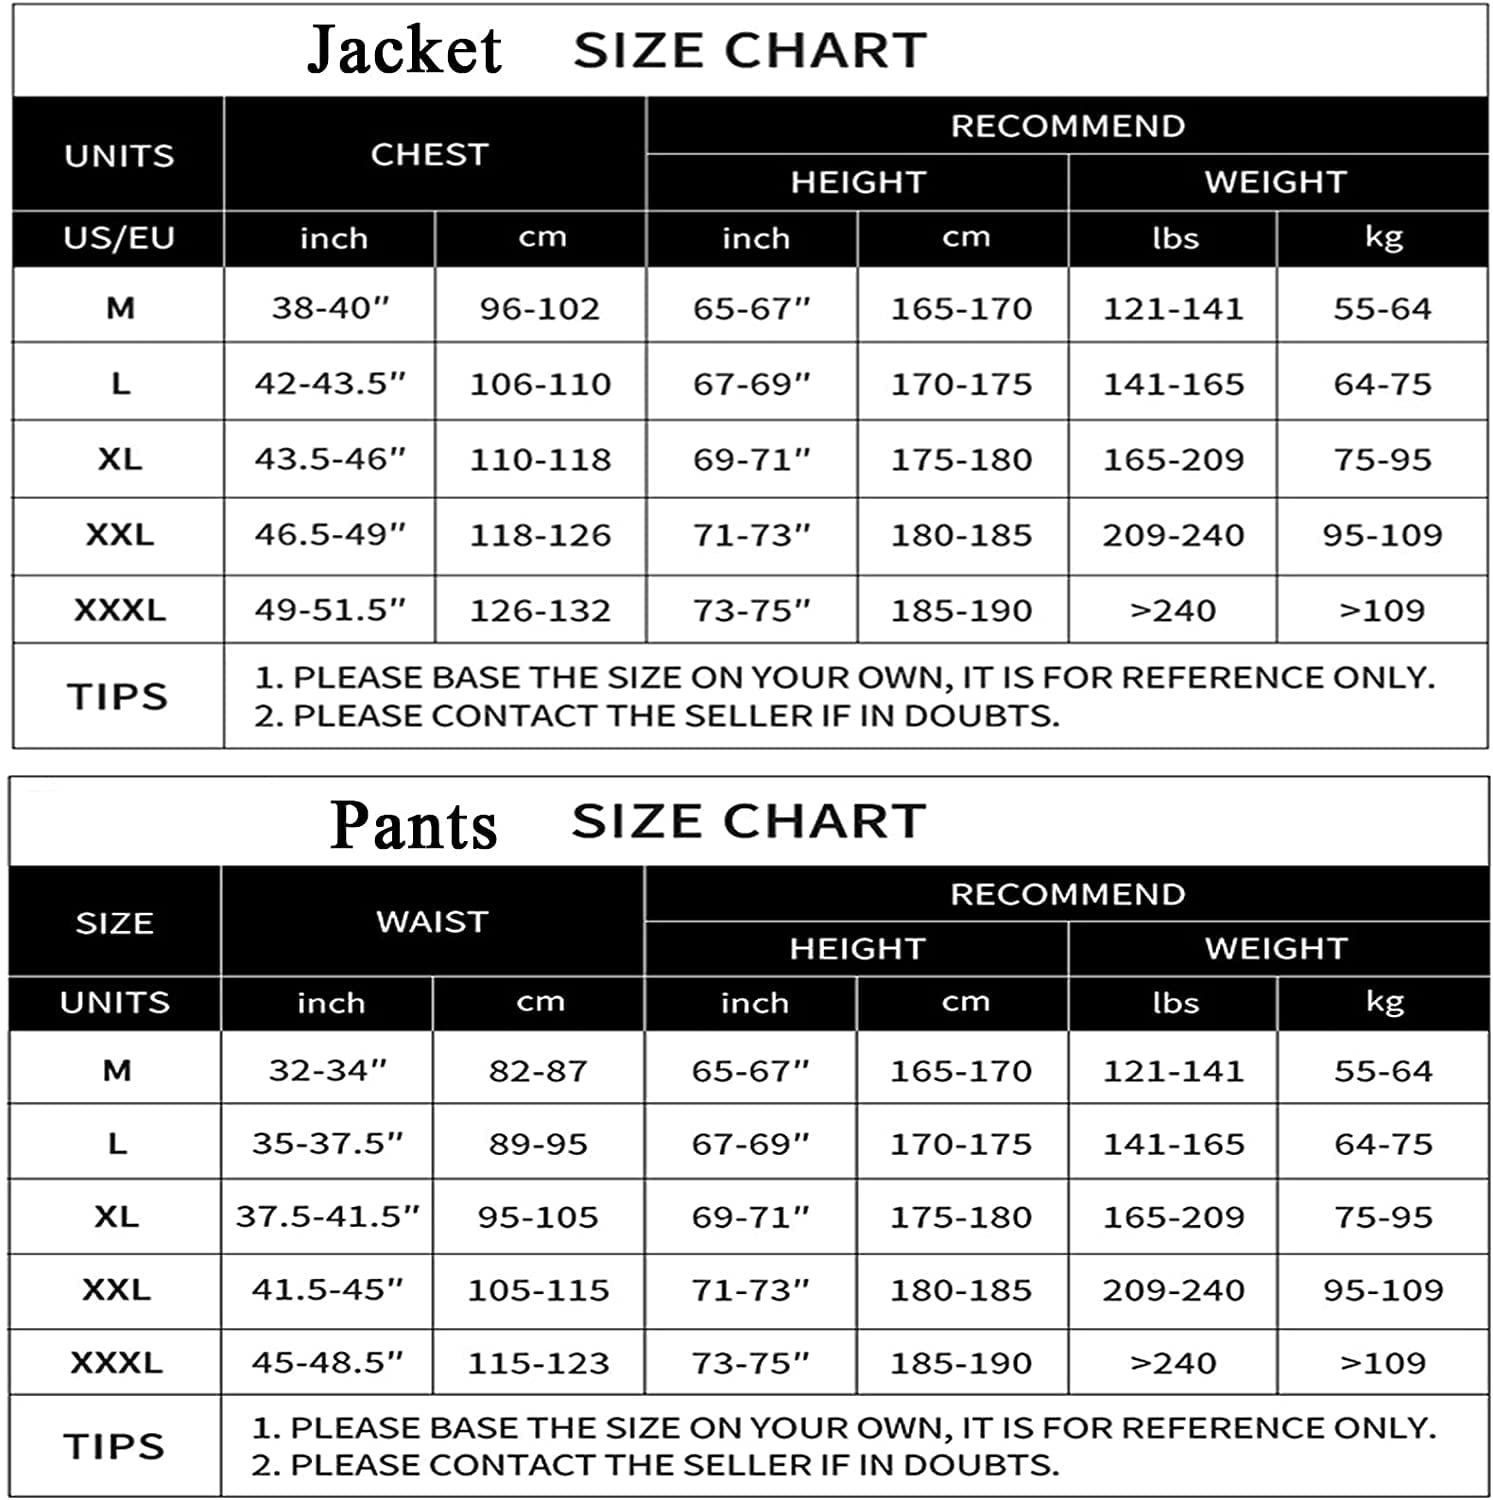 Jacket SIZE CHART
UNITS CHEST RECOMMEND
HEIGHT WEIGHT
US/EU inch cm inch cm lbs kg
M 38-40" 96-102 65-67" 165-170 121-141 55-64
L 42-43.5" 106-110 67-69" 170-175 141-165 64-75
XL 43.5-46" 110-118 69-71" 175-180 165-209 75-95
XXL 46.5-49" 118-126 71-73" 180-185 209-240 95-109
XXXL 49-51.5" 126-132 73-75" 185-190 >240 >109
TIPS 1. PLEASE BASE THE SIZE ON YOUR OWN, IT IS FOR REFERENCE ONLY.
2. PLEASE CONTACT THE SELLER IF IN DOUBTS.
Pants SIZE CHART
SIZE WAIST RECOMMEND
HEIGHT WEIGHT
UNITS inch cm inch cm lbs kg
M 32-34" 82-87 65-67" 165-170 121-141 55-64
L 35-37.5" 89-95 67-69" 170-175 141-165 64-75
XL 37.5-41.5" 95-105 69-71" 175-180 165-209 75-95
XXL 41.5-45" 105-115 71-73" 180-185 209-240 95-109
XXXL 45-48.5" 115-123 73-75" 185-190 >240 >109
TIPS 1. PLEASE BASE THE SIZE ON YOUR OWN, IT IS FOR REFERENCE ONLY.
2. PLEASE CONTACT THE SELLER IF IN DOUBTS.